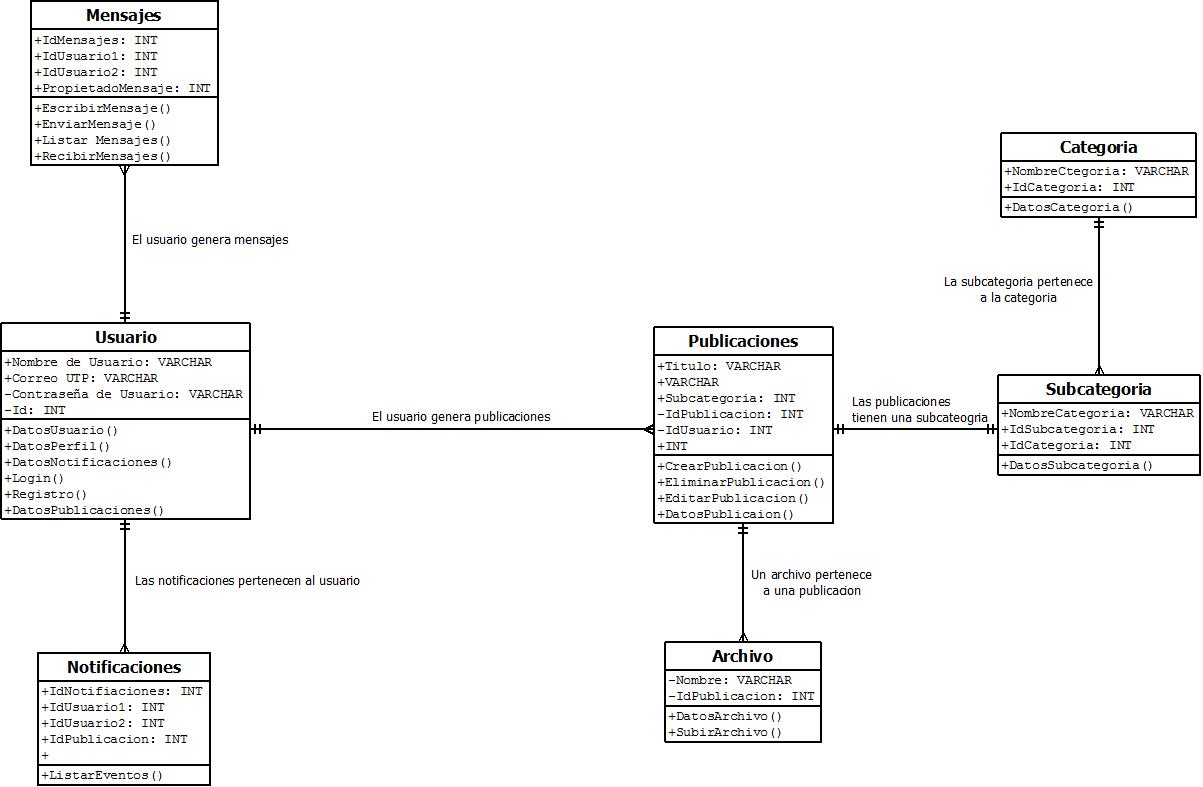 Mensajes
+IdMensajes: INT
+IdUsuario1: INT
+IdUsuario2: INT
+PropietadoMensaje: INT
+EscribirMensaje()
+EnviarMensaje()
+Listar Mensajes()
+RecibirMensajes()
El usuario genera mensajes
Usuario
+Nombre de Usuario: VARCHAR
+Correo UTP: VARCHAR
-Contraseña de Usuario: VARCHAR
-Id: INT
+DatosUsuario()
+DatosPerfil()
+DatosNotificaciones()
+Login()
+Registro()
+DatosPublicaciones()
El usuario genera publicaciones
Las notificaciones pertenecen al usuario
Notificaciones
+IdNotifiaciones: INT
+IdUsuario1: INT
+IdUsuario2: INT
+IdPublicacion: INT
+
+ListarEventos()
Publicaciones
+Titulo: VARCHAR
+VARCHAR
+Subcategoria: INT
-IdPublicacion: INT
-IdUsuario: INT
+INT
+CrearPublicacion()
+EliminarPublicacion()
+EditarPublicacion()
+DatosPublicaion()
Un archivo pertenece
a una publicacion
Archivo
-Nombre: VARCHAR
-IdPublicacion: INT
+DatosArchivo()
+SubirArchivo()
Las publicaciones
tienen una subcateogria
Categoria
+NombreCtegoria: VARCHAR
+IdCategoria: INT
+DatosCategoria()
La subcategoria pertenece
a la categoria
Subcategoria
+NombreCategoria: VARCHAR
+IdSubcategoria: INT
+IdCategoria: INT
+DatosSubcategoria()